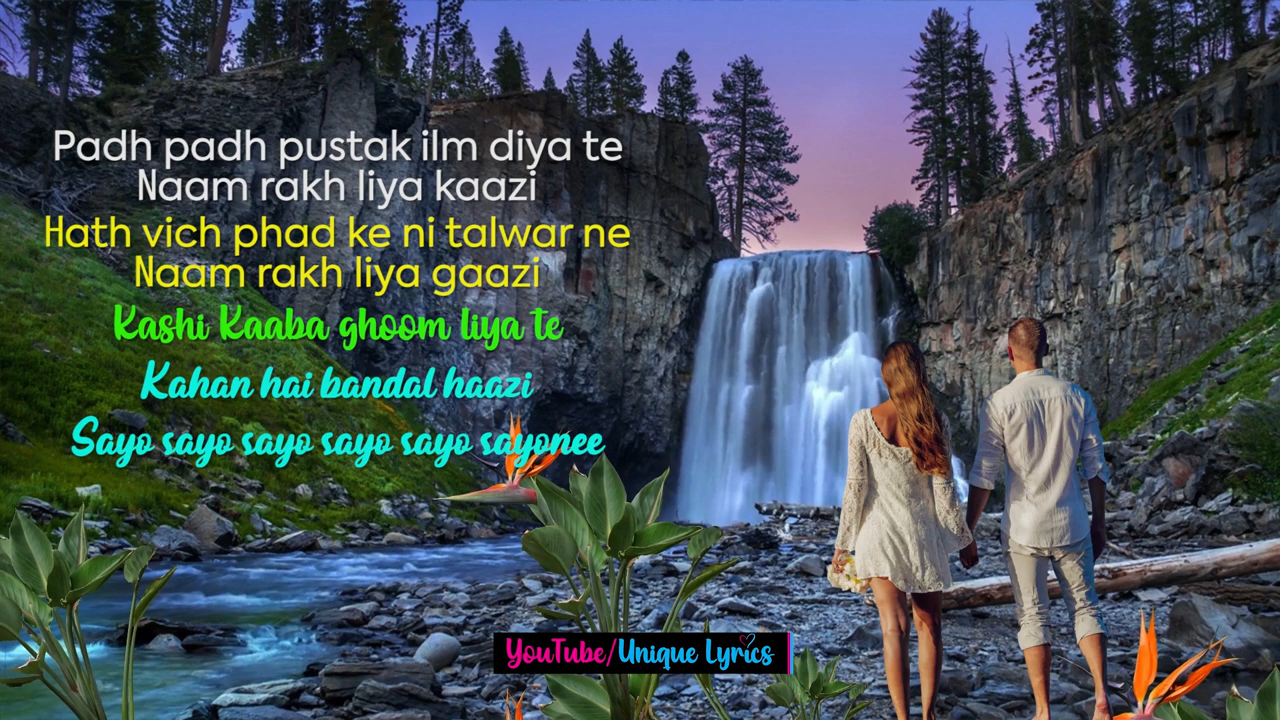 Padh padh pustak ilm diya te
Naam rakh liya kaazi
Hath vich phad ke ni talwar ne
Naam rakh liya gaazi
Kashi Kaaba ghoom liya te
Kahan hai bandal haazi
Sayo sayo sayo sayo sayo sayonee
YouTube/Unique Lyrics